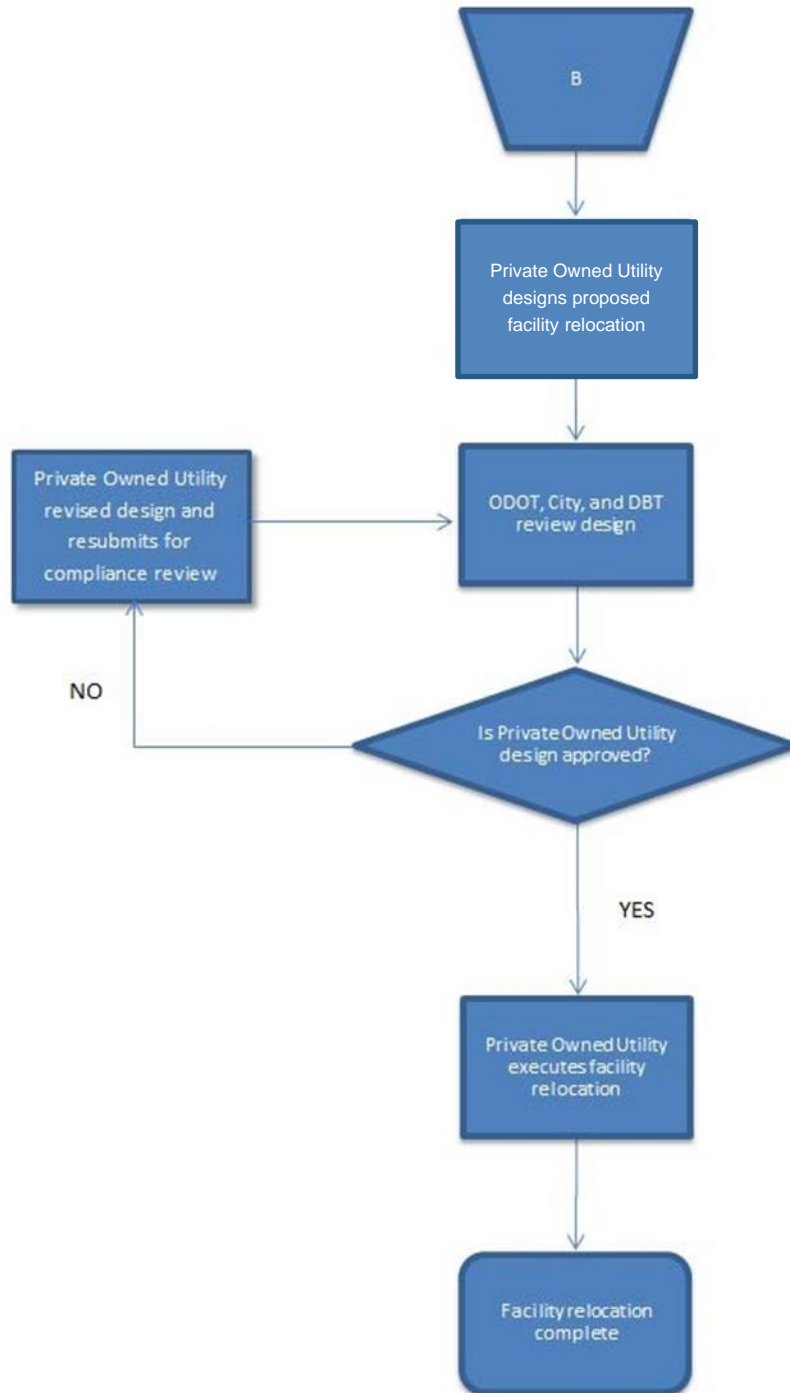 B
Private Owned Utility
designs proposed
facility relocation
Private Owned Utility
revised design and
resubmits for
compliance review
ODOT, City, and DBT
review design
NO
Is Private Owned Utility
design approved?
YES
Private Owned Utility
executes facility
relocation
Facility relocation
complete